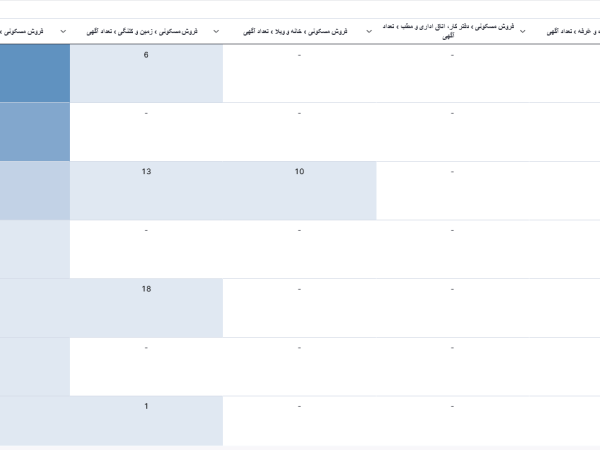 فروش مسکونی › زمین و کلنگی › تعداد آگهی
فروش مسکونی › خانه و ویلا › تعداد آگهی
فروش مسکونی › دفتر کار، اتاق اداری و مطب › تعداد
آگهی
و غرفه › تعداد آگهی
فروش مسکونی ›
6 - -
- - -
13 10 -
- - -
18 - -
- - -
1 - -